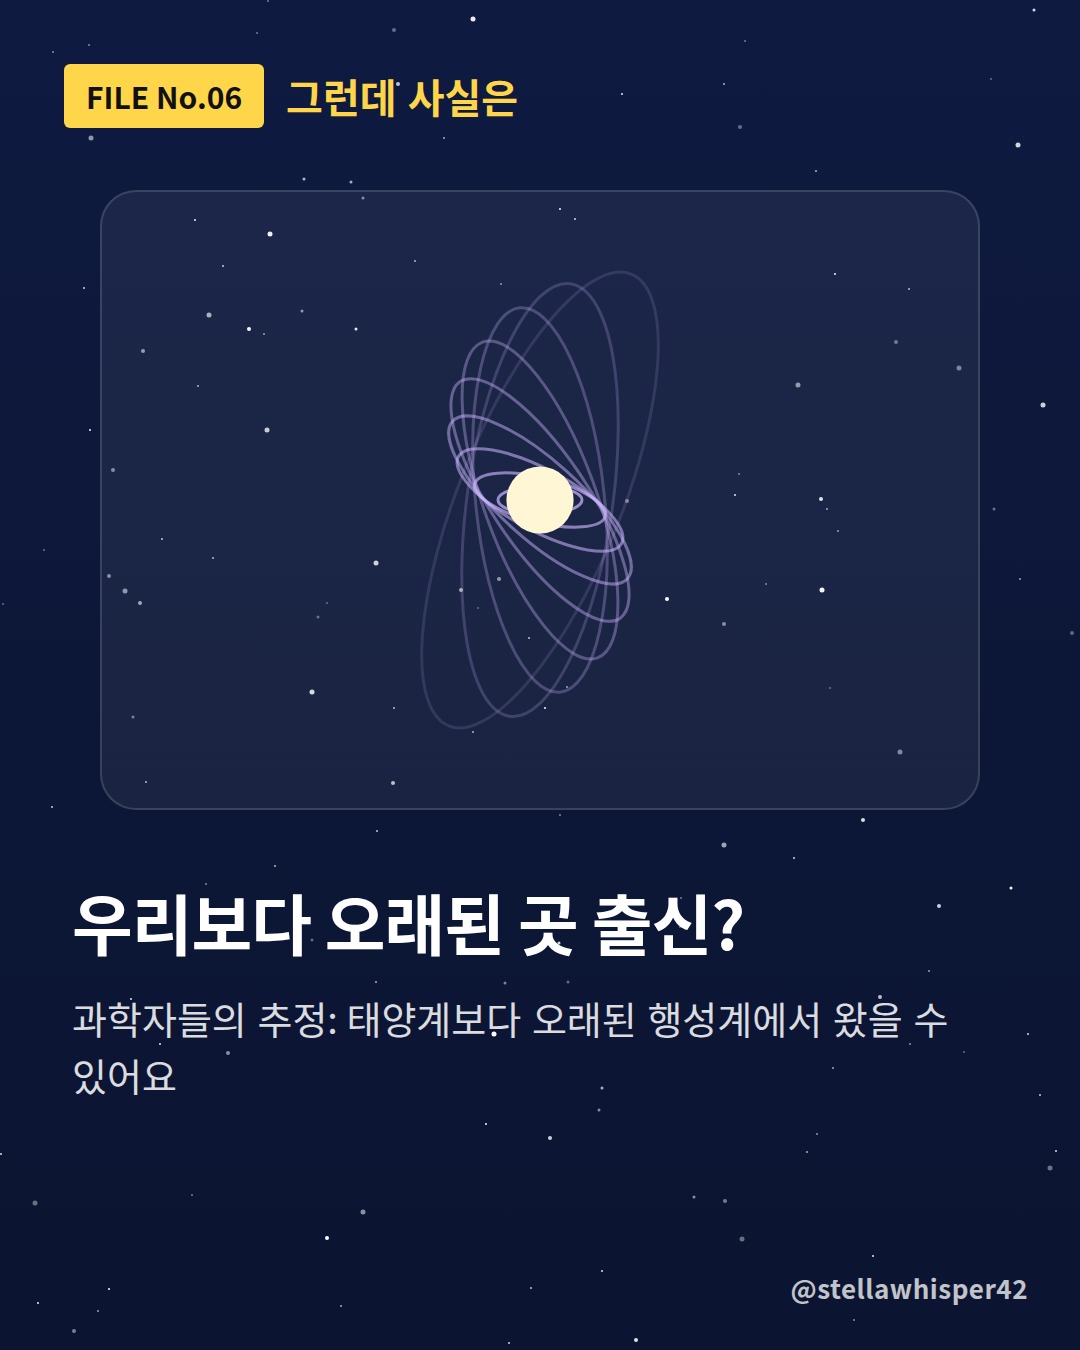 FILE No.06
그런데 사실은
우리보다 오래된 곳 출신?
과학자들의 추정: 태양계보다 오래된 행성계에서 왔을 수
있어요
@stellawhisper42